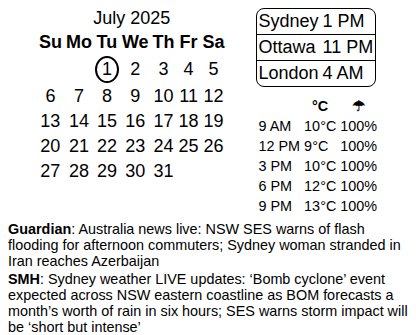 July 2025
Su Mo Tu We Th Fr Sa
1 2 3 4 5
6 7 8 9 10 11 12
13 14 15 16 17 18 19
20 21 22 23 24 25 26
27 28 29 30 31
Sydney 1 PM
Ottawa 11 PM
London 4 AM
°C ☂
9 AM 10°C 100%
12 PM 9°C 100%
3 PM 10°C 100%
6 PM 12°C 100%
9 PM 13°C 100%
Guardian: Australia news live: NSW SES warns of flash
flooding for afternoon commuters; Sydney woman stranded in
Iran reaches Azerbaijan
SMH: Sydney weather LIVE updates: ‘Bomb cyclone’ event
expected across NSW eastern coastline as BOM forecasts a
month’s worth of rain in six hours; SES warns storm impact will
be ‘short but intense’